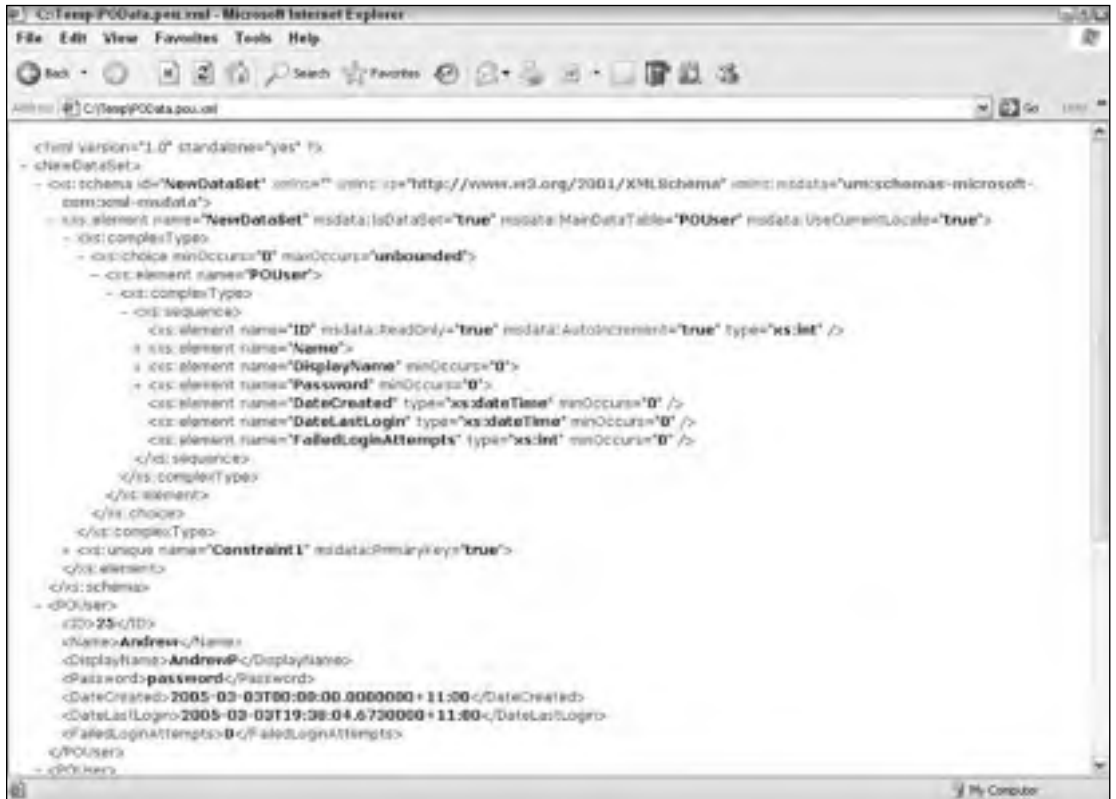 C:\Temp\POData.pou.xml - Microsoft Internet Explorer
File Edit View Favorites Tools Help
Back Search Favorites
Address C:\Temp\POData.pou.xml Go Links
<?xml version="1.0" standalone="yes" ?>
- <NewDataSet>
- <xs:schema id="NewDataSet" xmlns="" xmlns:xs="http://www.w3.org/2001/XMLSchema" xmlns:msdata="urn:schemas-microsoft-
com:xml-msdata">
- <xs:element name="NewDataSet" msdata:IsDataSet="true" msdata:MainDataTable="POUser" msdata:UseCurrentLocale="true">
- <xs:complexType>
- <xs:choice minOccurs="0" maxOccurs="unbounded">
- <xs:element name="POUser">
- <xs:complexType>
- <xs:sequence>
<xs:element name="ID" msdata:ReadOnly="true" msdata:AutoIncrement="true" type="xs:int" />
+ <xs:element name="Name">
+ <xs:element name="DisplayName" minOccurs="0">
+ <xs:element name="Password" minOccurs="0">
<xs:element name="DateCreated" type="xs:dateTime" minOccurs="0" />
<xs:element name="DateLastLogin" type="xs:dateTime" minOccurs="0" />
<xs:element name="FailedLoginAttempts" type="xs:int" minOccurs="0" />
</xs:sequence>
</xs:complexType>
</xs:element>
</xs:choice>
</xs:complexType>
+ <xs:unique name="Constraint1" msdata:PrimaryKey="true">
</xs:element>
</xs:schema>
- <POUser>
<ID>25</ID>
<Name>Andrew</Name>
<DisplayName>AndrewP</DisplayName>
<Password>password</Password>
<DateCreated>2005-03-03T00:00:00.0000000+11:00</DateCreated>
<DateLastLogin>2005-03-03T19:38:04.6730000+11:00</DateLastLogin>
<FailedLoginAttempts>0</FailedLoginAttempts>
</POUser>
- <POUser>
My Computer